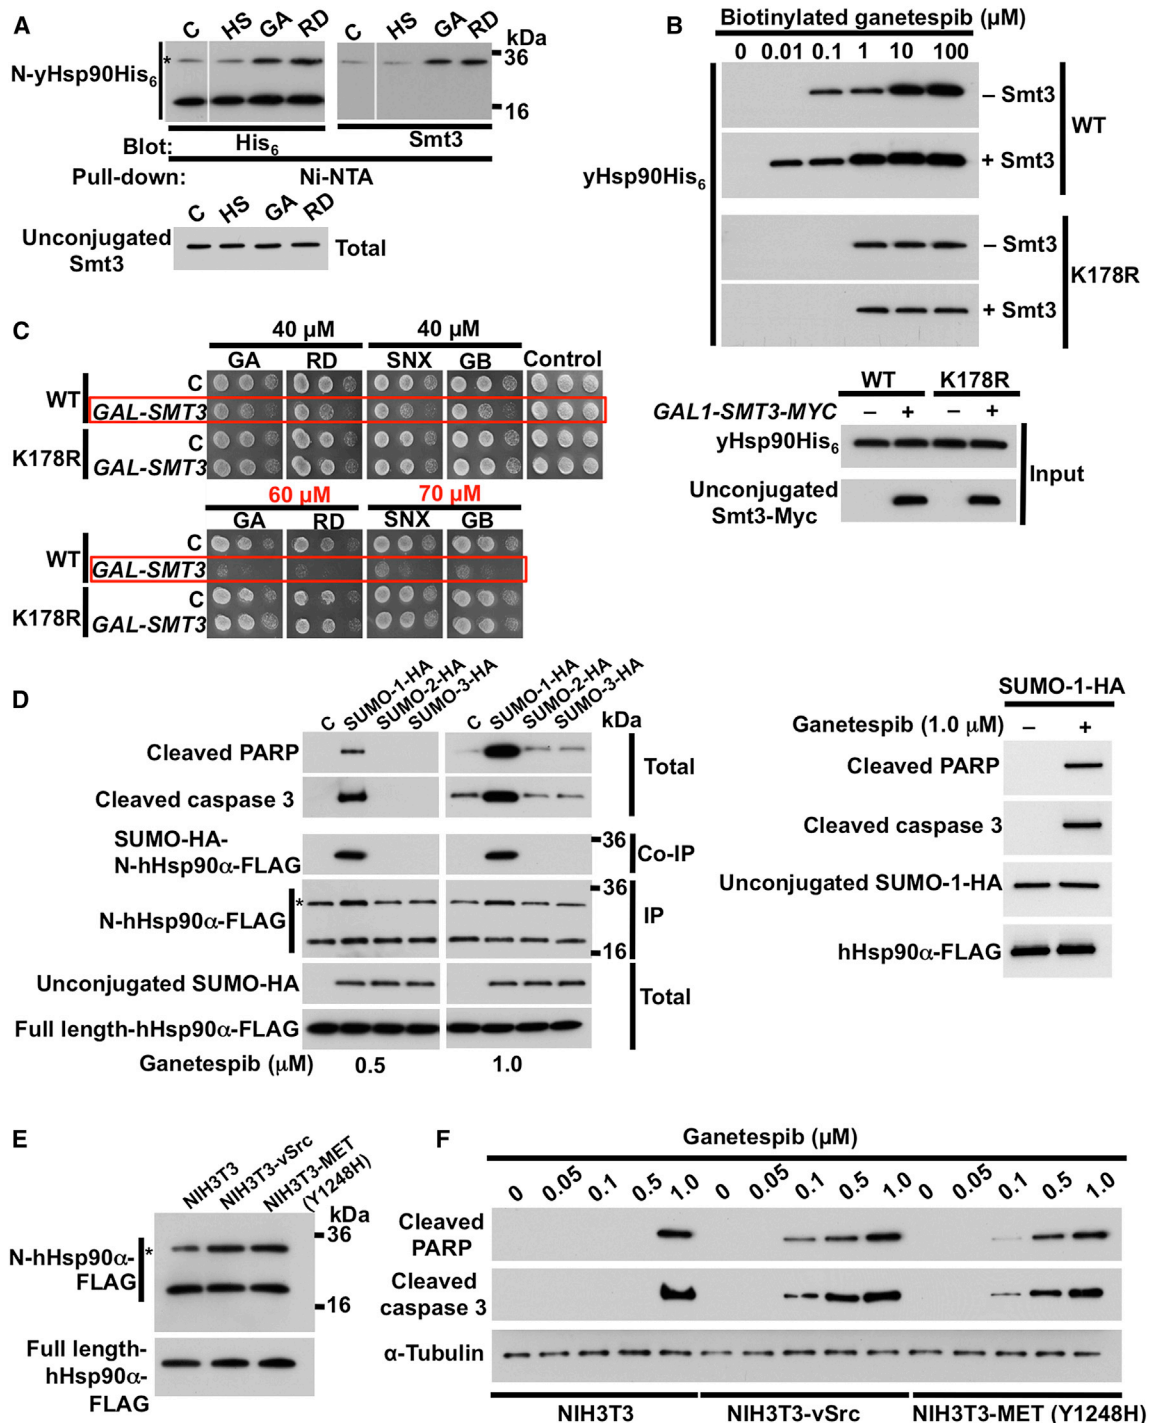 A
C HS GA RD
C HS GA RD
kDa
N-yHsp90His6
*
36
16
Blot:
His6
Smt3
Pull-down:
Ni-NTA
C HS GA RD
Unconjugated
Smt3
Total
B
Biotinylated ganetespib (µM)
0 0.01 0.1 1 10 100
yHsp90His6
– Smt3
+ Smt3
WT
– Smt3
+ Smt3
K178R
WT K178R
GAL1-SMT3-MYC – + – +
yHsp90His6
Unconjugated
Smt3-Myc
Input
C
40 µM 40 µM
GA RD SNX GB Control
WT
C
GAL-SMT3
K178R
C
GAL-SMT3
60 µM 70 µM
GA RD SNX GB
WT
C
GAL-SMT3
K178R
C
GAL-SMT3
D
C SUMO-1-HA SUMO-2-HA SUMO-3-HA
C SUMO-1-HA SUMO-2-HA SUMO-3-HA
kDa
Cleaved PARP
Cleaved caspase 3
Total
SUMO-HA-
N-hHsp90α-FLAG
36
Co-IP
N-hHsp90α-FLAG
*
36
16
IP
Unconjugated SUMO-HA
Full length-hHsp90α-FLAG
Total
Ganetespib (µM) 0.5 1.0
SUMO-1-HA
Ganetespib (1.0 µM) – +
Cleaved PARP
Cleaved caspase 3
Unconjugated SUMO-1-HA
hHsp90α-FLAG
E
NIH3T3
NIH3T3-vSrc
NIH3T3-MET
(Y1248H)
kDa
N-hHsp90α-
FLAG
*
36
16
Full length-
hHsp90α-
FLAG
F
Ganetespib (µM)
0 0.05 0.1 0.5 1.0 0 0.05 0.1 0.5 1.0 0 0.05 0.1 0.5 1.0
Cleaved
PARP
Cleaved
caspase 3
α-Tubulin
NIH3T3 NIH3T3-vSrc NIH3T3-MET (Y1248H)